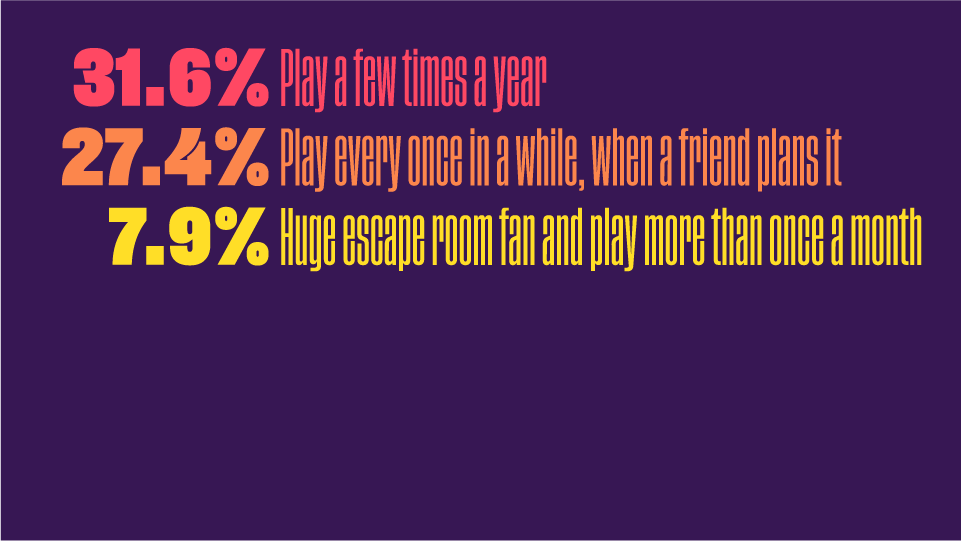 31.6% Play a few times a year
27.4% Play every once in a while, when a friend plans it
7.9% Huge escape room fan and play more than once a month